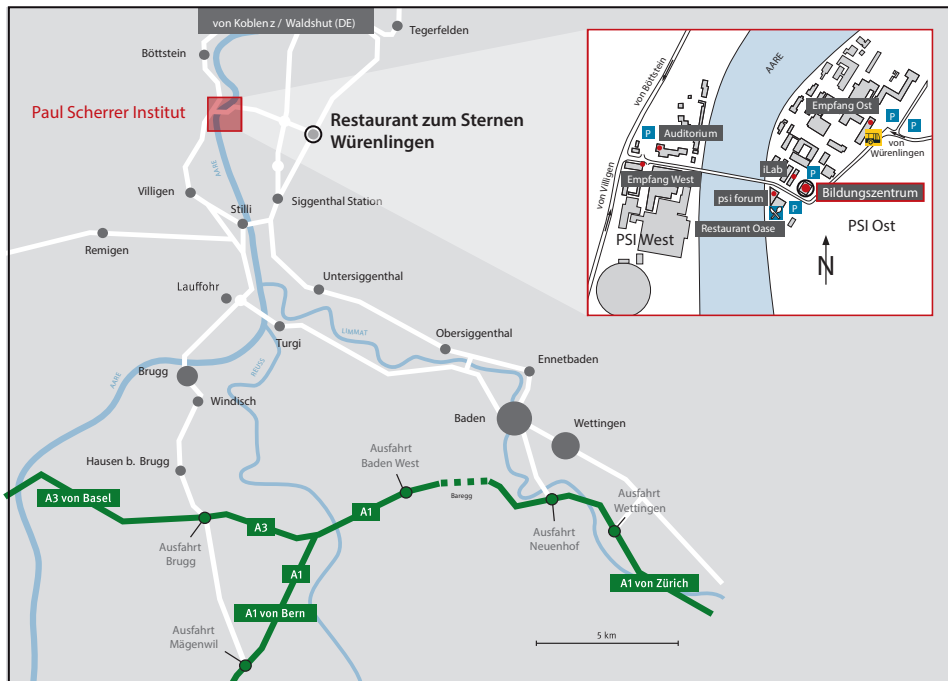 von Koblenz / Waldshut (DE)
Tegerfelden
Böttstein
Paul Scherrer Institut
Restaurant zum Sternen
Würenlingen
AARE
Villigen
Siggenthal Station
Stilli
Remigen
Untersiggenthal
Lauffohr
LIMMAT
Turgi
Obersiggenthal
Ennetbaden
REUSS
AARE
Brugg
Windisch
Baden
Wettingen
Hausen b. Brugg
Ausfahrt
Baden West
A3 von Basel
Baregg
Ausfahrt
Wettingen
A1
A3
Ausfahrt
Brugg
Ausfahrt
Neuenhof
A1
A1 von Zürich
A1 von Bern
Ausfahrt
Mägenwil
5 km
von Böttstein
AARE
Empfang Ost
P
P
P
Auditorium
von
Würenlingen
iLab
P
Empfang West
Bildungszentrum
von Villigen
psi forum
P
Restaurant Oase
PSI West
PSI Ost
N